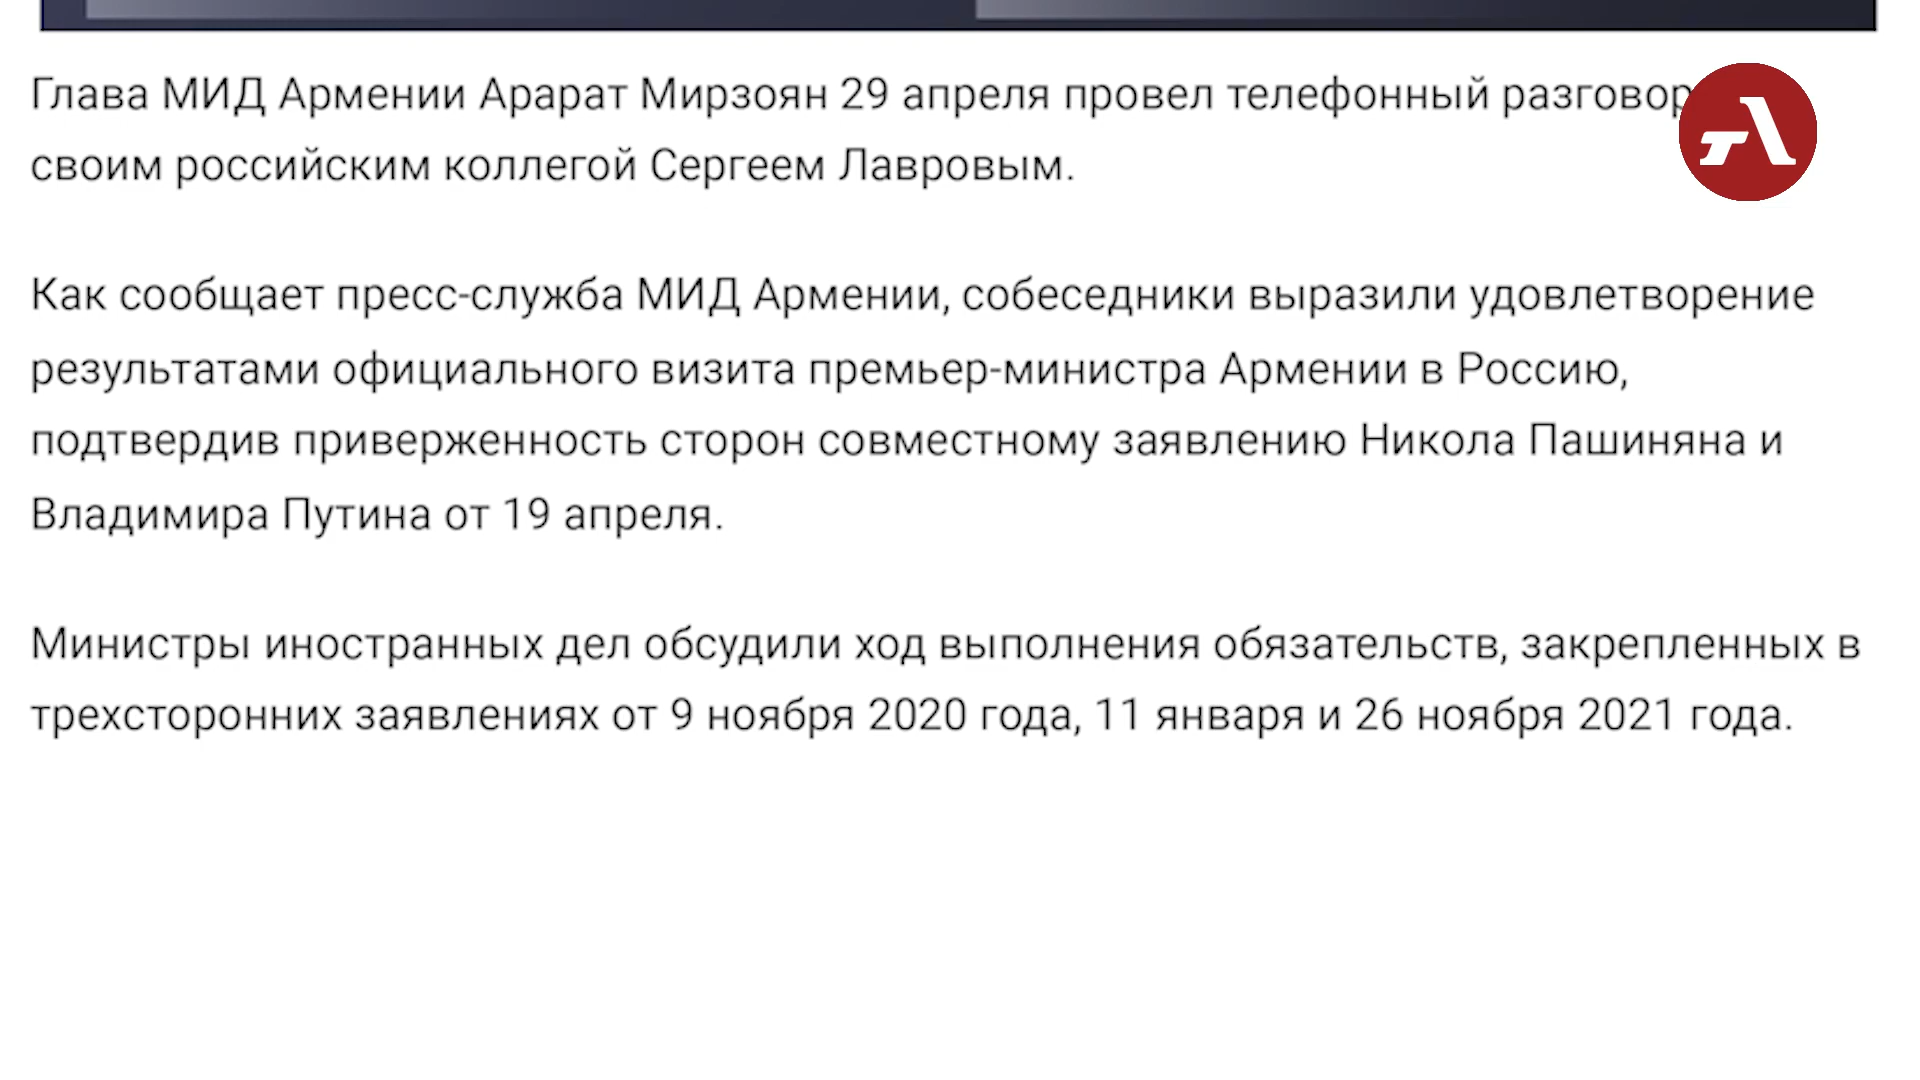 Глава МИД Армении Арарат Мирзоян 29 апреля провел телефонный разговор
своим российским коллегой Сергеем Лавровым.
Как сообщает пресс-служба МИД Армении, собеседники выразили удовлетворение
результатами официального визита премьер-министра Армении в Россию,
подтвердив приверженность сторон совместному заявлению Никола Пашиняна и
Владимира Путина от 19 апреля.
Министры иностранных дел обсудили ход выполнения обязательств, закрепленных в
трехсторонних заявлениях от 9 ноября 2020 года, 11 января и 26 ноября 2021 года.